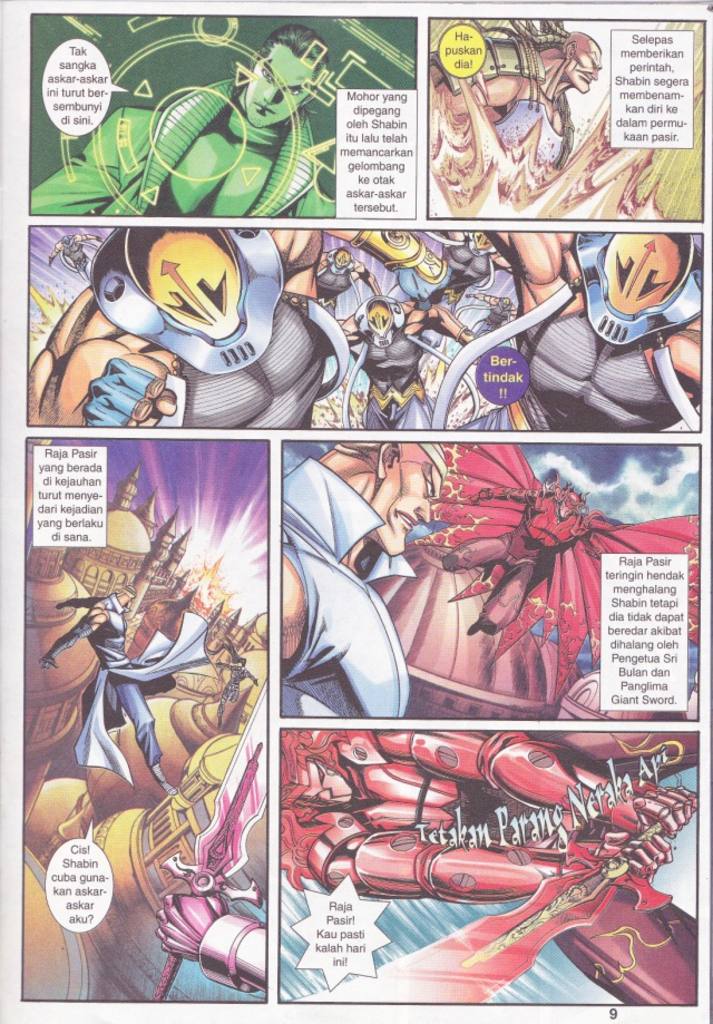 Tak
sangka
askar-askar
ini turut ber-
sembunyi
di sini.
Mohor yang
dipegang
oleh Shabin
itu lalu telah
memancarkan
gelombang
ke otak
askar-askar
tersebut.
Ha-
puskan
dia!
Selepas
memberikan
perintah,
Shabin segera
membenam-
kan diri ke
dalam permu-
kaan pasir.
Ber-
tindak
!!
Raja Pasir
yang berada
di kejauhan
turut menye-
dari kejadian
yang berlaku
di sana.
Cis!
Shabin
cuba guna-
kan askar-
askar
aku?
Raja Pasir
teringin hendak
menghalang
Shabin tetapi
dia tidak dapat
beredar akibat
dihalang oleh
Pengetua Sri
Bulan dan
Panglima
Giant Sword.
Tetakan Parang Neraka Api
Raja
Pasir!
Kau pasti
kalah hari
ini!
9